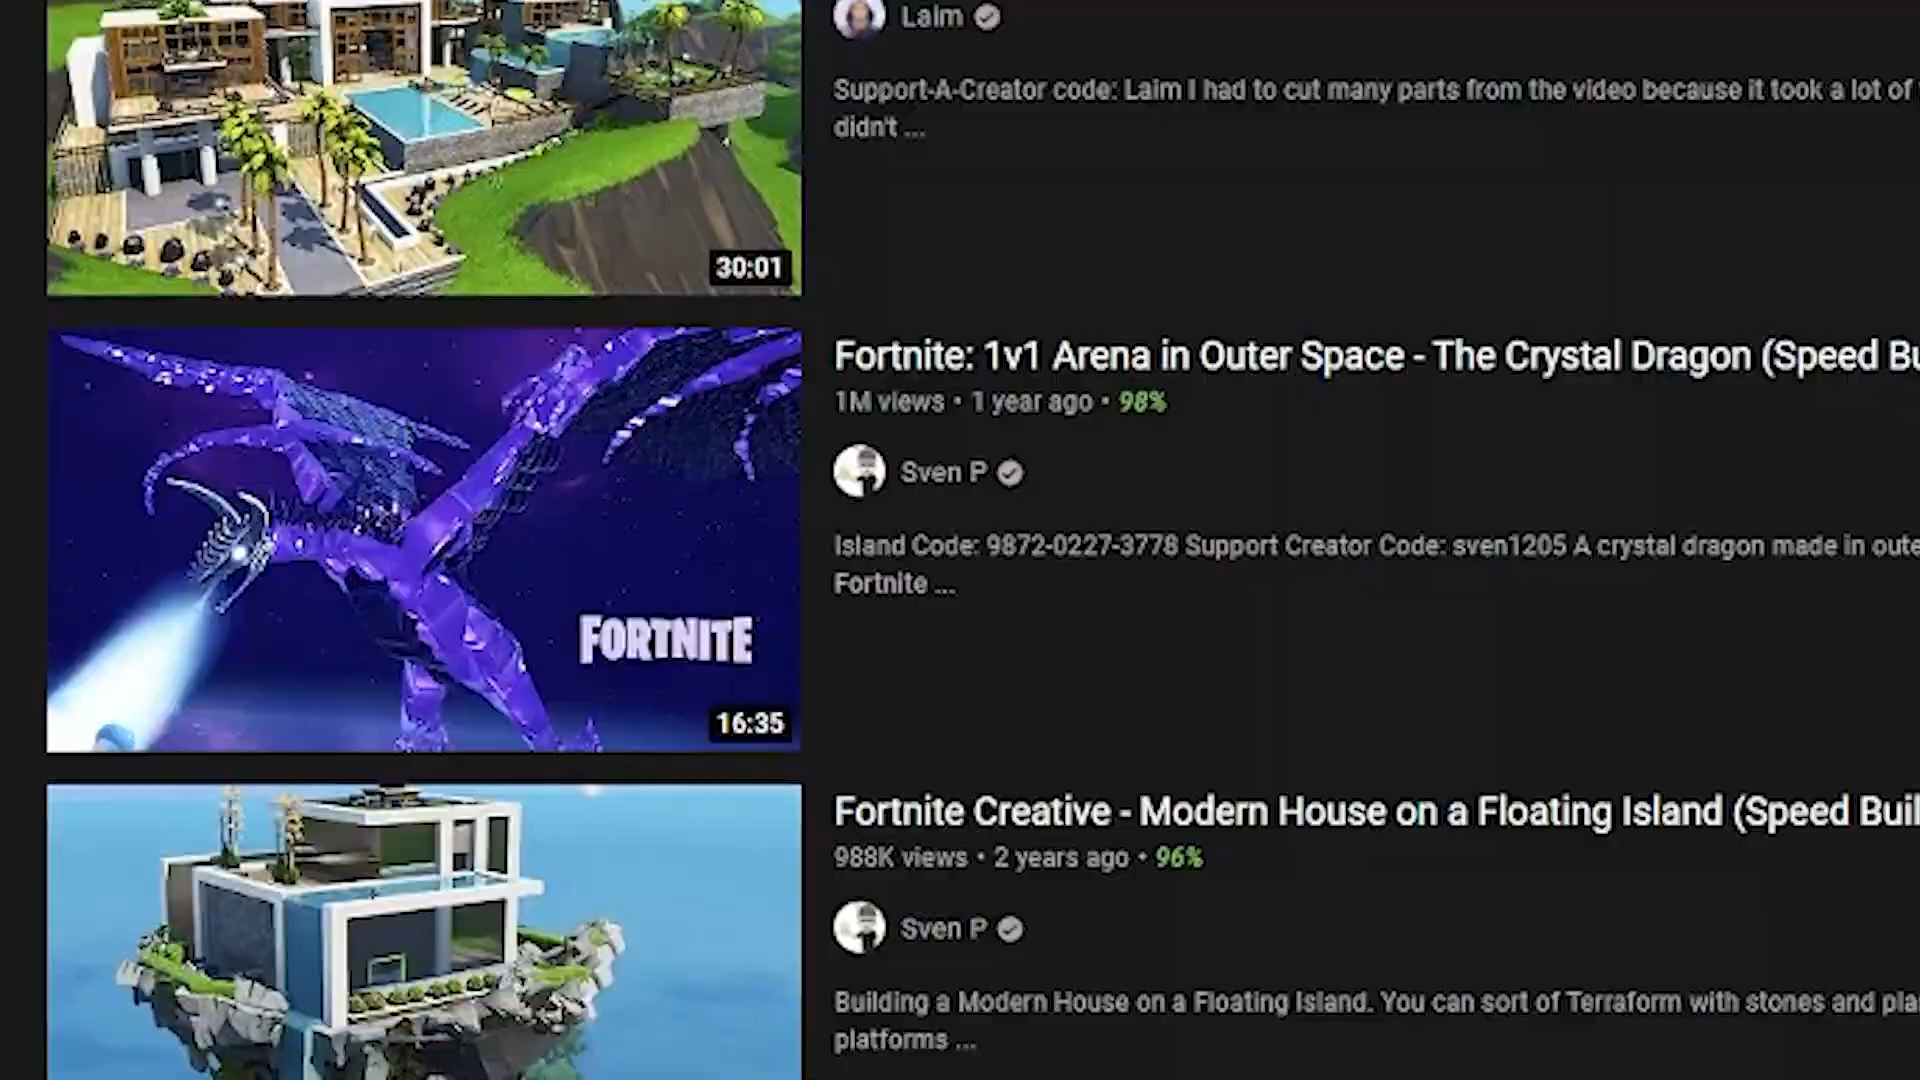 Laim
Support-A-Creator code: Laim I had to cut many parts from the video because it took a lot of
didn't ...
30:01
Fortnite: 1v1 Arena in Outer Space - The Crystal Dragon (Speed Bu
1M views • 1 year ago • 98%
Sven P
Island Code: 9872-0227-3778 Support Creator Code: sven1205 A crystal dragon made in oute
Fortnite ...
FORTNITE
16:35
Fortnite Creative - Modern House on a Floating Island (Speed Buil
988K views • 2 years ago • 96%
Sven P
Building a Modern House on a Floating Island. You can sort of Terraform with stones and pla
platforms ...